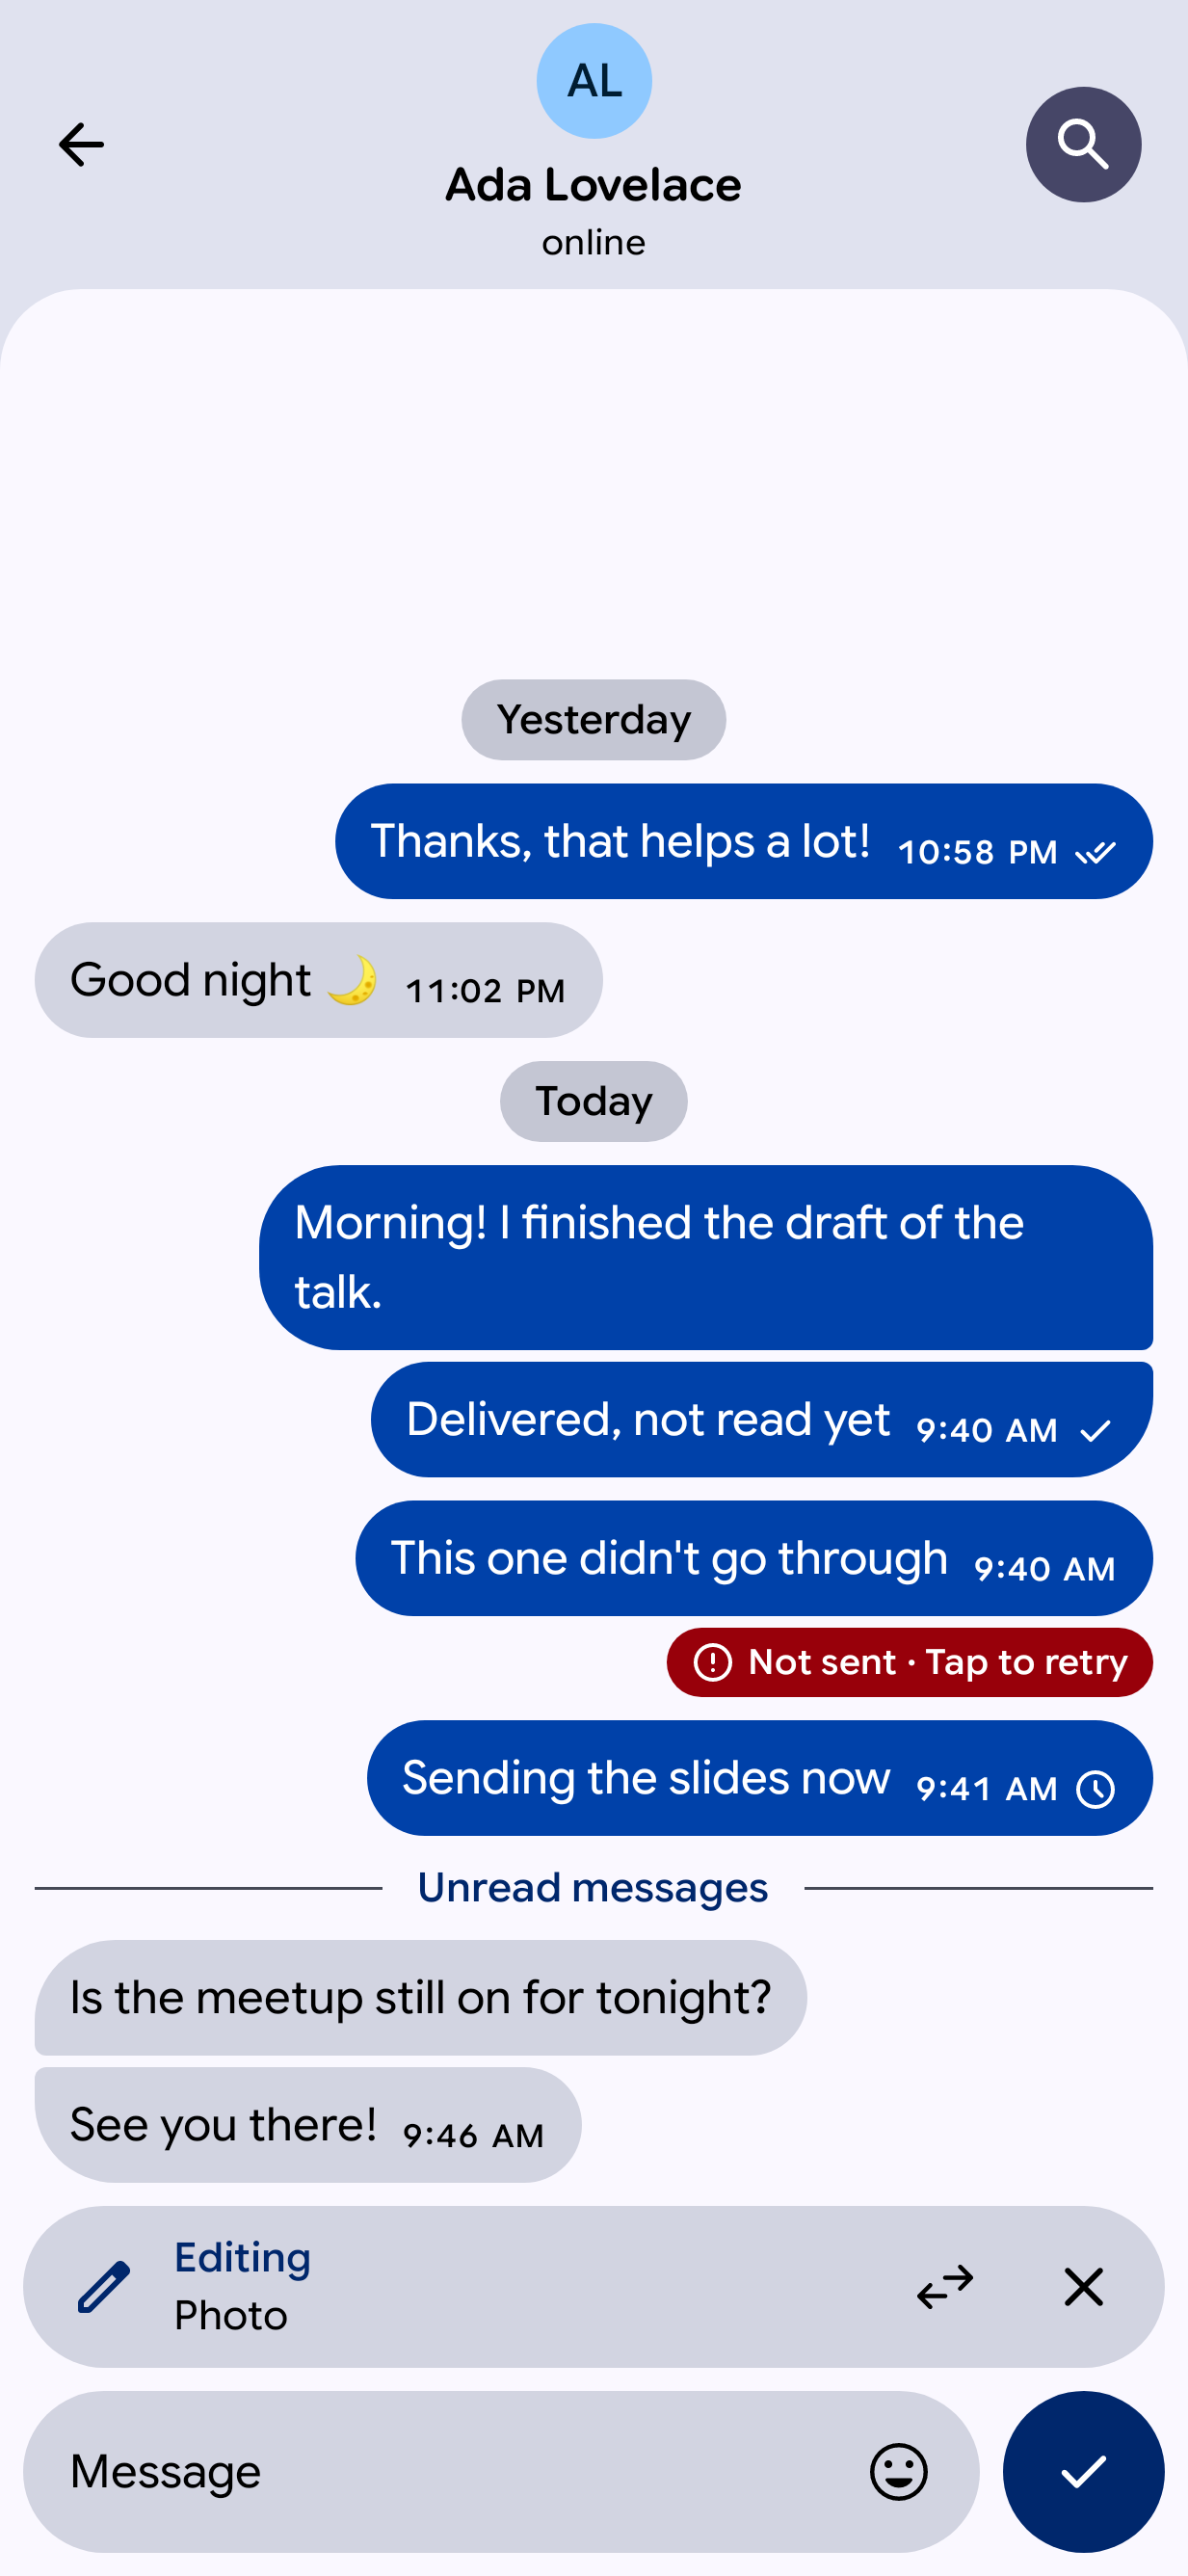 AL
Ada Lovelace
online
Yesterday
Thanks, that helps a lot! 10:58 PM
Good night 🌙 11:02 PM
Today
Morning! I finished the draft of the
talk.
Delivered, not read yet 9:40 AM
This one didn't go through 9:40 AM
Not sent · Tap to retry
Sending the slides now 9:41 AM
Unread messages
Is the meetup still on for tonight?
See you there! 9:46 AM
Editing
Photo
Message